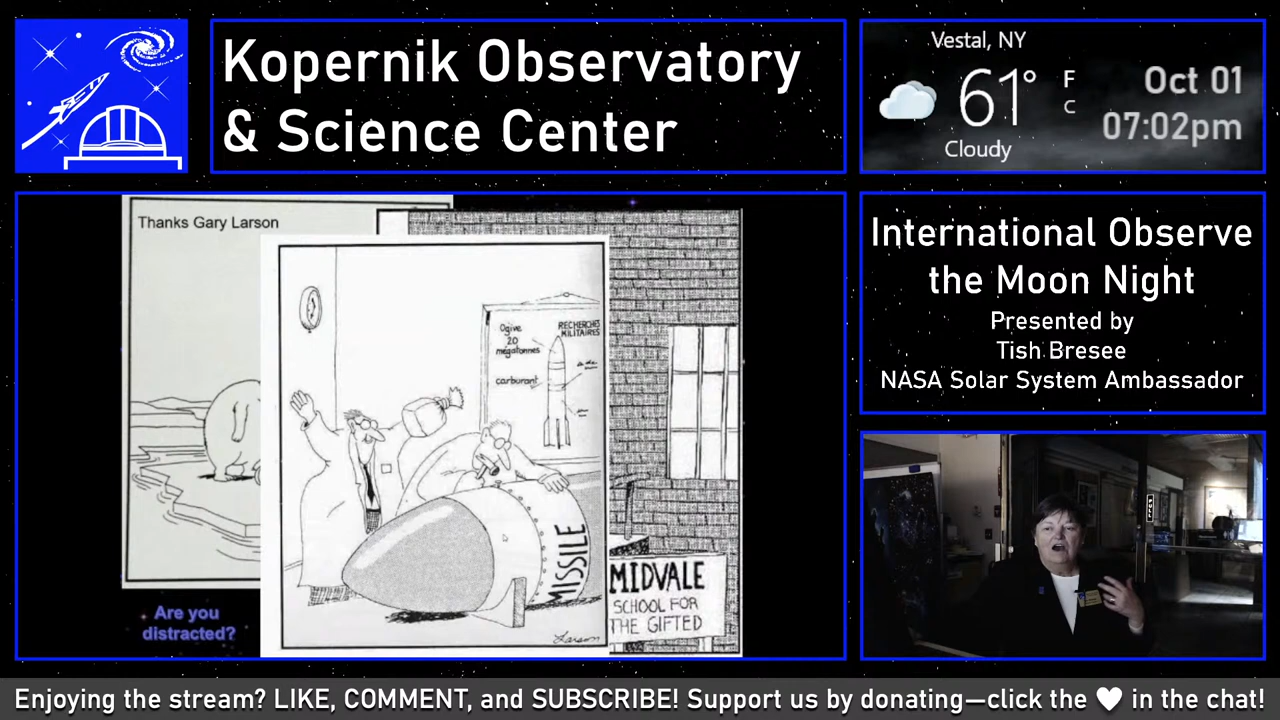 Kopernik Observatory
& Science Center
Vestal, NY
61°
F
C
Cloudy
Oct 01
07:02pm
Thanks Gary Larson
Ogive
20
mégatonnes
carburant
RECHERCHES
MILITAIRES
MISSILE
Larson
MIDVALE
SCHOOL FOR
THE GIFTED
Are you
distracted?
International Observe
the Moon Night
Presented by
Tish Bresee
NASA Solar System Ambassador
PULL
Enjoying the stream? LIKE, COMMENT, and SUBSCRIBE! Support us by donating—click the ♥ in the chat!